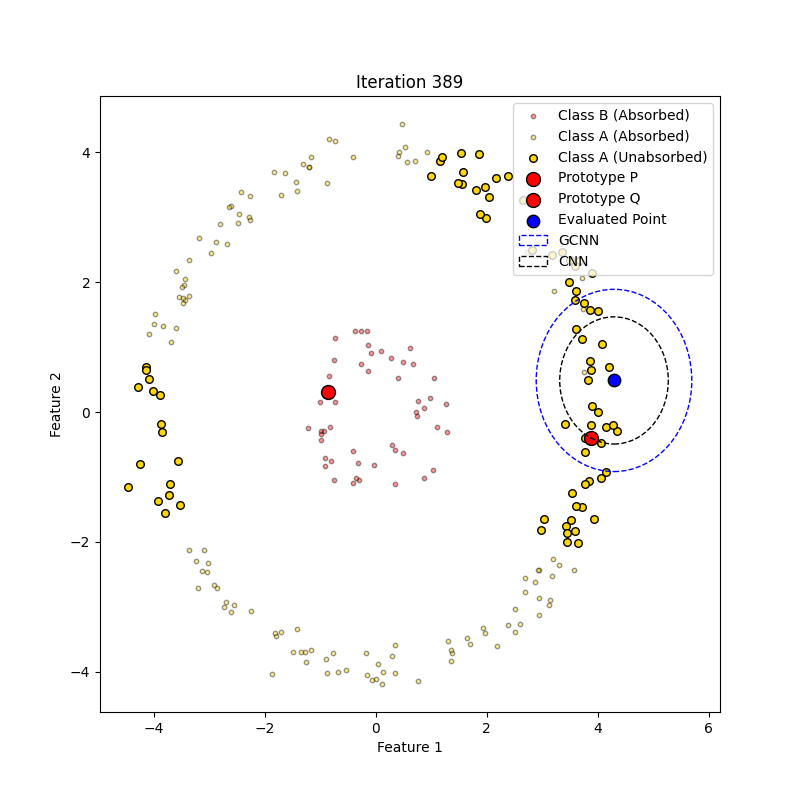 Iteration 389
Class B (Absorbed)
Class A (Absorbed)
Class A (Unabsorbed)
Prototype P
Prototype Q
Evaluated Point
GCNN
CNN
4
2
0
−2
−4
Feature 2
−4
−2
0
2
4
6
Feature 1